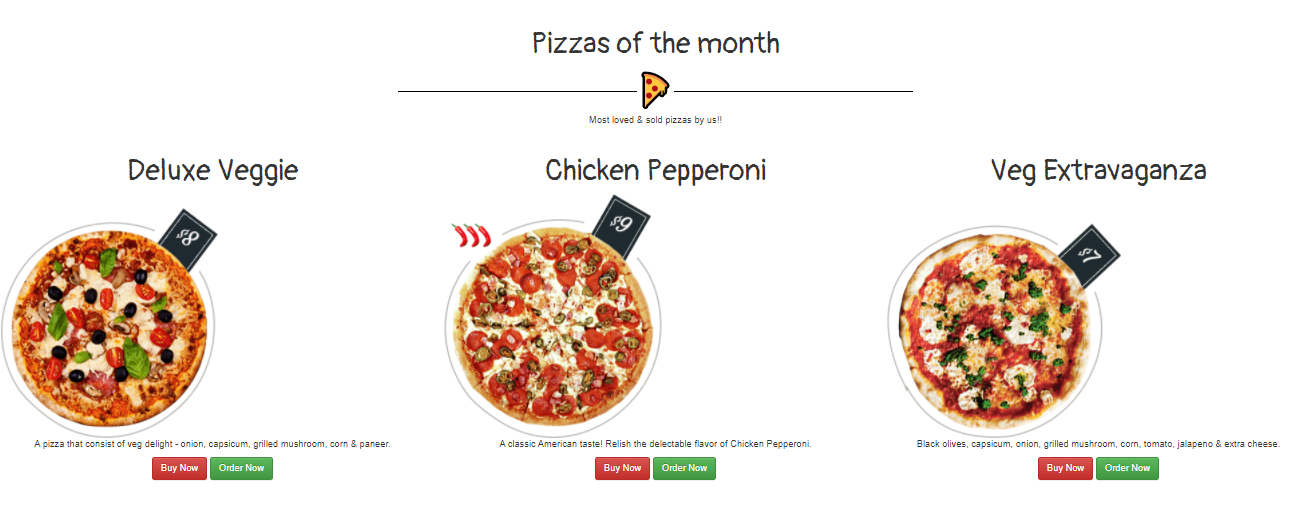 Pizzas of the month
Most loved & sold pizzas by us!!
Deluxe Veggie
Chicken Pepperoni
Veg Extravaganza
$8
$9
$7
A pizza that consist of veg delight - onion, capsicum, grilled mushroom, corn & paneer.
A classic American taste! Relish the delectable flavor of Chicken Pepperoni.
Black olives, capsicum, onion, grilled mushroom, corn, tomato, jalapeno & extra cheese.
Buy Now Order Now
Buy Now Order Now
Buy Now Order Now